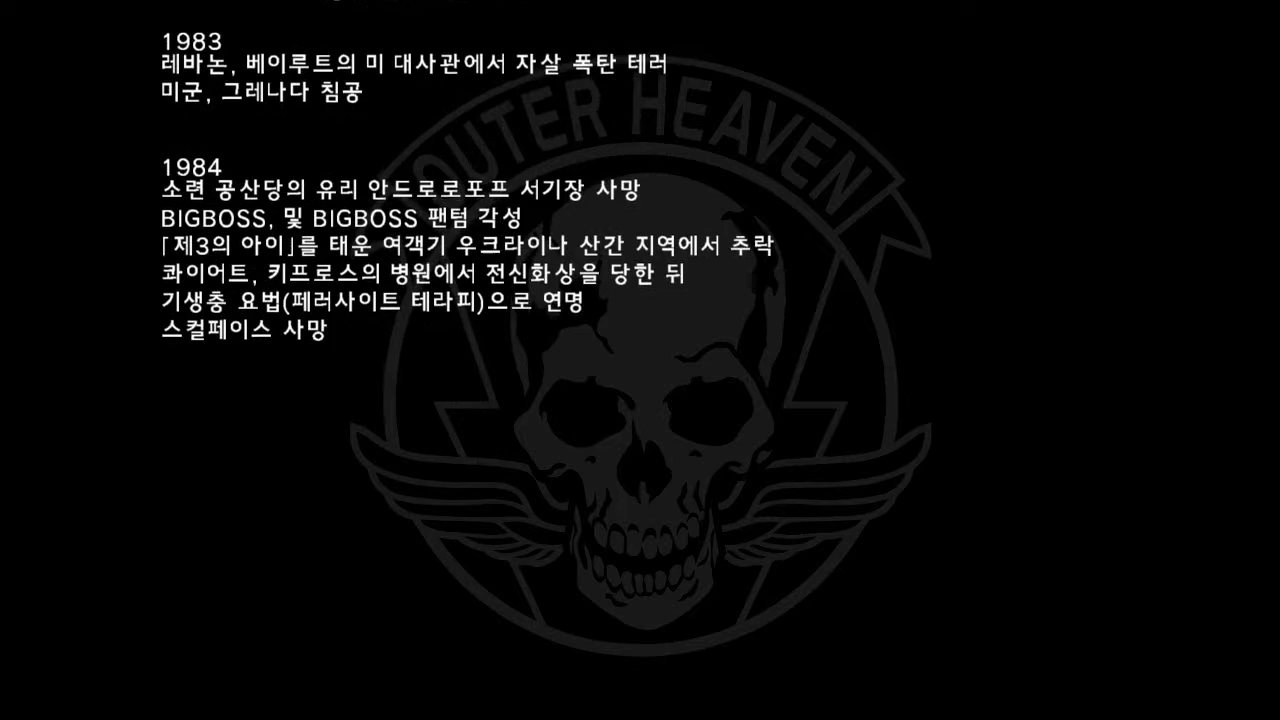 1983
레바논, 베이루트의 미 대사관에서 자살 폭탄 테러
미군, 그레나다 침공
1984
소련 공산당의 유리 안드로로포프 서기장 사망
BIGBOSS, 및 BIGBOSS 팬텀 각성
「제3의 아이」를 태운 여객기 우크라이나 산간 지역에서 추락
콰이어트, 키프로스의 병원에서 전신화상을 당한 뒤
기생충 요법(페러사이트 테라피)으로 연명
스컬페이스 사망
OUTER HEAVEN